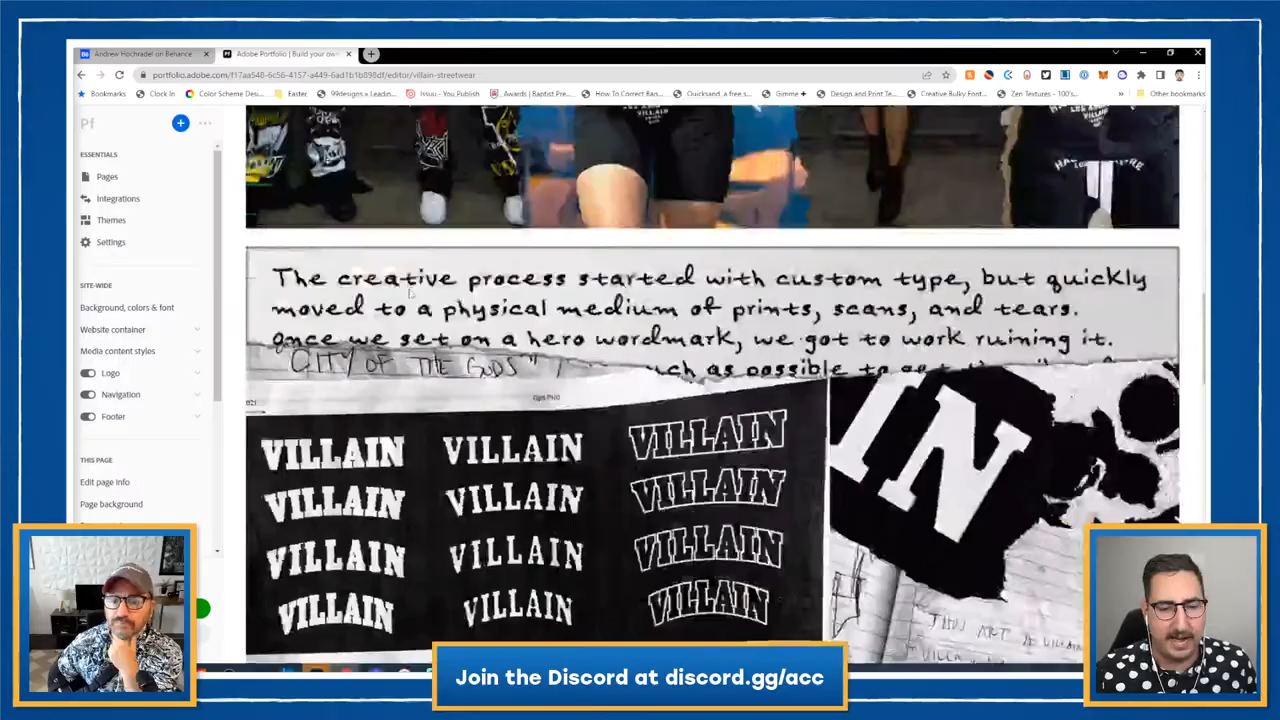 Andrew Hochradel on Behance
Adobe Portfolio | Build your own
portfolio.adobe.com/f17aa548-6c56-4157-a449-6ad1b1b898df/editor/villain-streetwear
Bookmarks Clock In Color Scheme Desi... Easter 99designs » Leadin... Issuu - You Publish Awards | Baptist Pre... How To Correct Ban... Quicksand, a free s... Gimme + Design and Print Te... Creative Bulky Font... Zen Textures - 100's... » Other bookmarks
Pf
ESSENTIALS
Pages
Integrations
Themes
Settings
SITE-WIDE
Background, colors & font
Website container
Media content styles
Logo
Navigation
Footer
THIS PAGE
Edit page info
Page background
The creative process started with custom type, but quickly
moved to a physical medium of prints, scans, and tears.
Once we set on a hero wordmark, we got to work ruining it.
"CITY OF THE GODS"
as possible to
VILLAIN VILLAIN VILLAIN
VILLAIN VILLAIN VILLAIN
VILLAIN VILLAIN VILLAIN
VILLAIN VILLAIN VILLAIN
IN
Join the Discord at discord.gg/acc